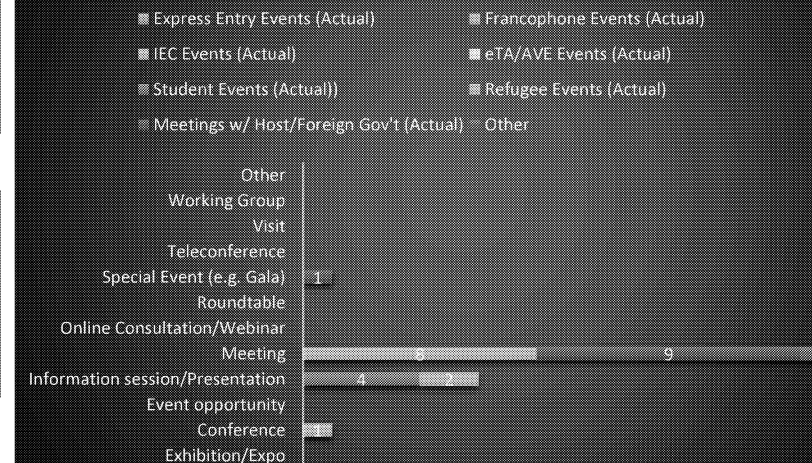 Express Entry Events (Actual) Francophone Events (Actual)
IEC Events (Actual) eTA/AVE Events (Actual)
Student Events (Actual)) Refugee Events (Actual)
Meetings w/ Host/Foreign Gov't (Actual) Other
Other
Working Group
Visit
Teleconference
Special Event (e.g. Gala) 1
Roundtable
Online Consultation/Webinar
Meeting 8 9
Information session/Presentation 4 2
Event opportunity
Conference 1
Exhibition/Expo